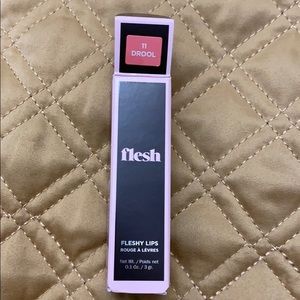 11
DROOL
flesh
FLESHY LIPS
ROUGE À LÈVRES
Net Wt. / Poids net
0.1 Oz. / 3 g.